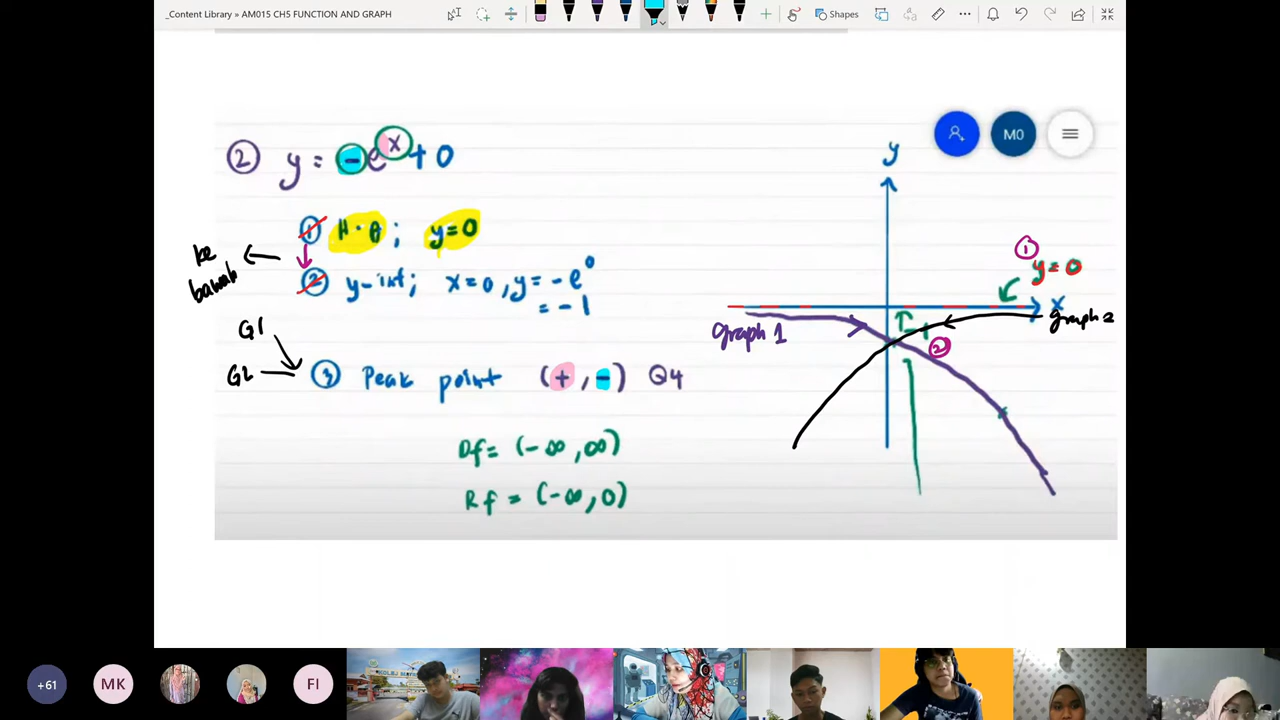 _Content Library » AM015 CH5 FUNCTION AND GRAPH
Shapes
M0
② y = -e^x + 0
① H.A ; y=0
ke bawah
② y-int ; x=0 , y = -e^0
= -1
G1
G2
③ Peak point (+,-) Q4
Df = (-∞,∞)
Rf = (-∞,0)
y
①
y = 0
x
graph 2
graph 1
-1
②
+61
MK
FI